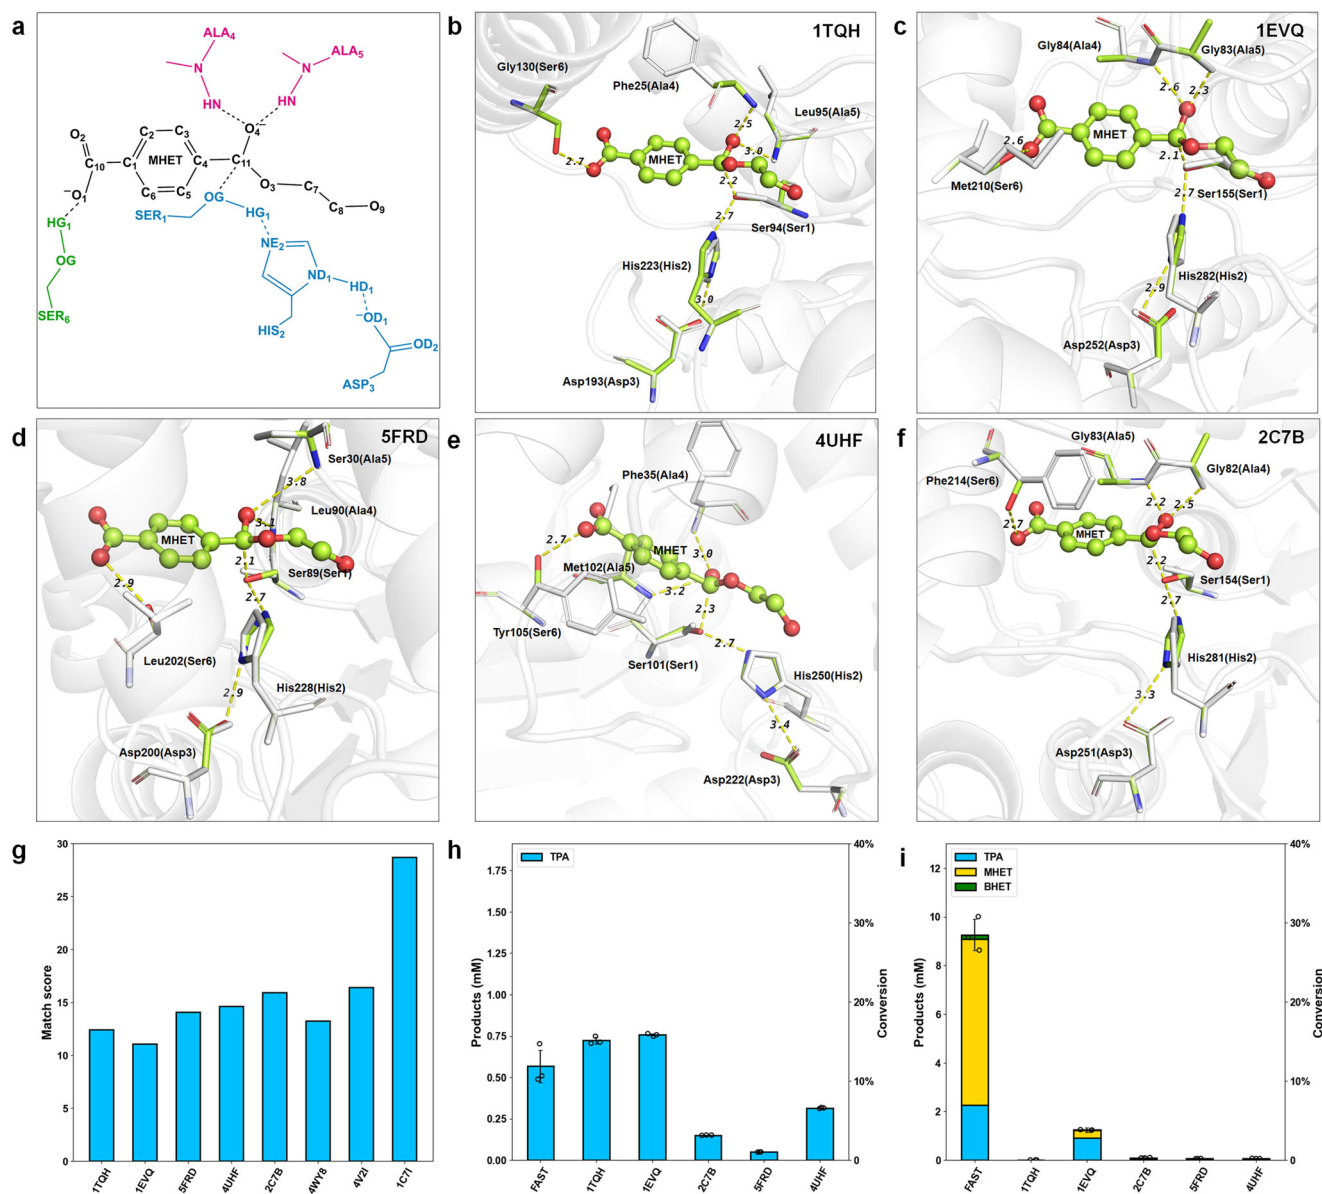 a
ALA4
ALA5
N
N
HN
HN
O2
O4−
C2
C3
C10
C1
MHET
C4
C11
C6
C5
O3
C7
−O1
C8
O9
OG
HG1
SER1
HG1
NE2
OG
ND1
HD1
SER6
HIS2
−OD1
OD2
ASP3
b
1TQH
Gly130(Ser6)
Phe25(Ala4)
Leu95(Ala5)
2.5
3.0
2.7
MHET
2.2
2.7
Ser94(Ser1)
His223(His2)
3.0
Asp193(Asp3)
c
1EVQ
Gly84(Ala4)
Gly83(Ala5)
2.6
2.3
2.6
MHET
2.1
Met210(Ser6)
Ser155(Ser1)
2.7
His282(His2)
2.9
Asp252(Asp3)
d
5FRD
Ser30(Ala5)
3.8
Leu90(Ala4)
3.1
MHET
2.1
Ser89(Ser1)
2.9
2.7
Leu202(Ser6)
His228(His2)
2.9
Asp200(Asp3)
e
4UHF
Phe35(Ala4)
2.7
MHET
3.0
Met102(Ala5)
3.2
2.3
Tyr105(Ser6)
2.7
Ser101(Ser1)
His250(His2)
3.4
Asp222(Asp3)
f
2C7B
Gly83(Ala5)
Gly82(Ala4)
Phe214(Ser6)
2.2
2.5
2.7
MHET
2.2
Ser154(Ser1)
2.7
His281(His2)
3.3
Asp251(Asp3)
g
Match score
30
25
20
15
10
5
0
1TQH
1EVQ
5FRD
4UHF
2C7B
4WY8
4V2I
1C7I
h
TPA
Products (mM)
1.75
1.50
1.25
1.00
0.75
0.50
0.25
0.00
40%
30%
20%
10%
0%
Conversion
FAST
1TQH
1EVQ
2C7B
5FRD
4UHF
i
TPA
MHET
BHET
Products (mM)
12
10
8
6
4
2
0
40%
30%
20%
10%
0%
Conversion
FAST
1TQH
1EVQ
2C7B
5FRD
4UHF